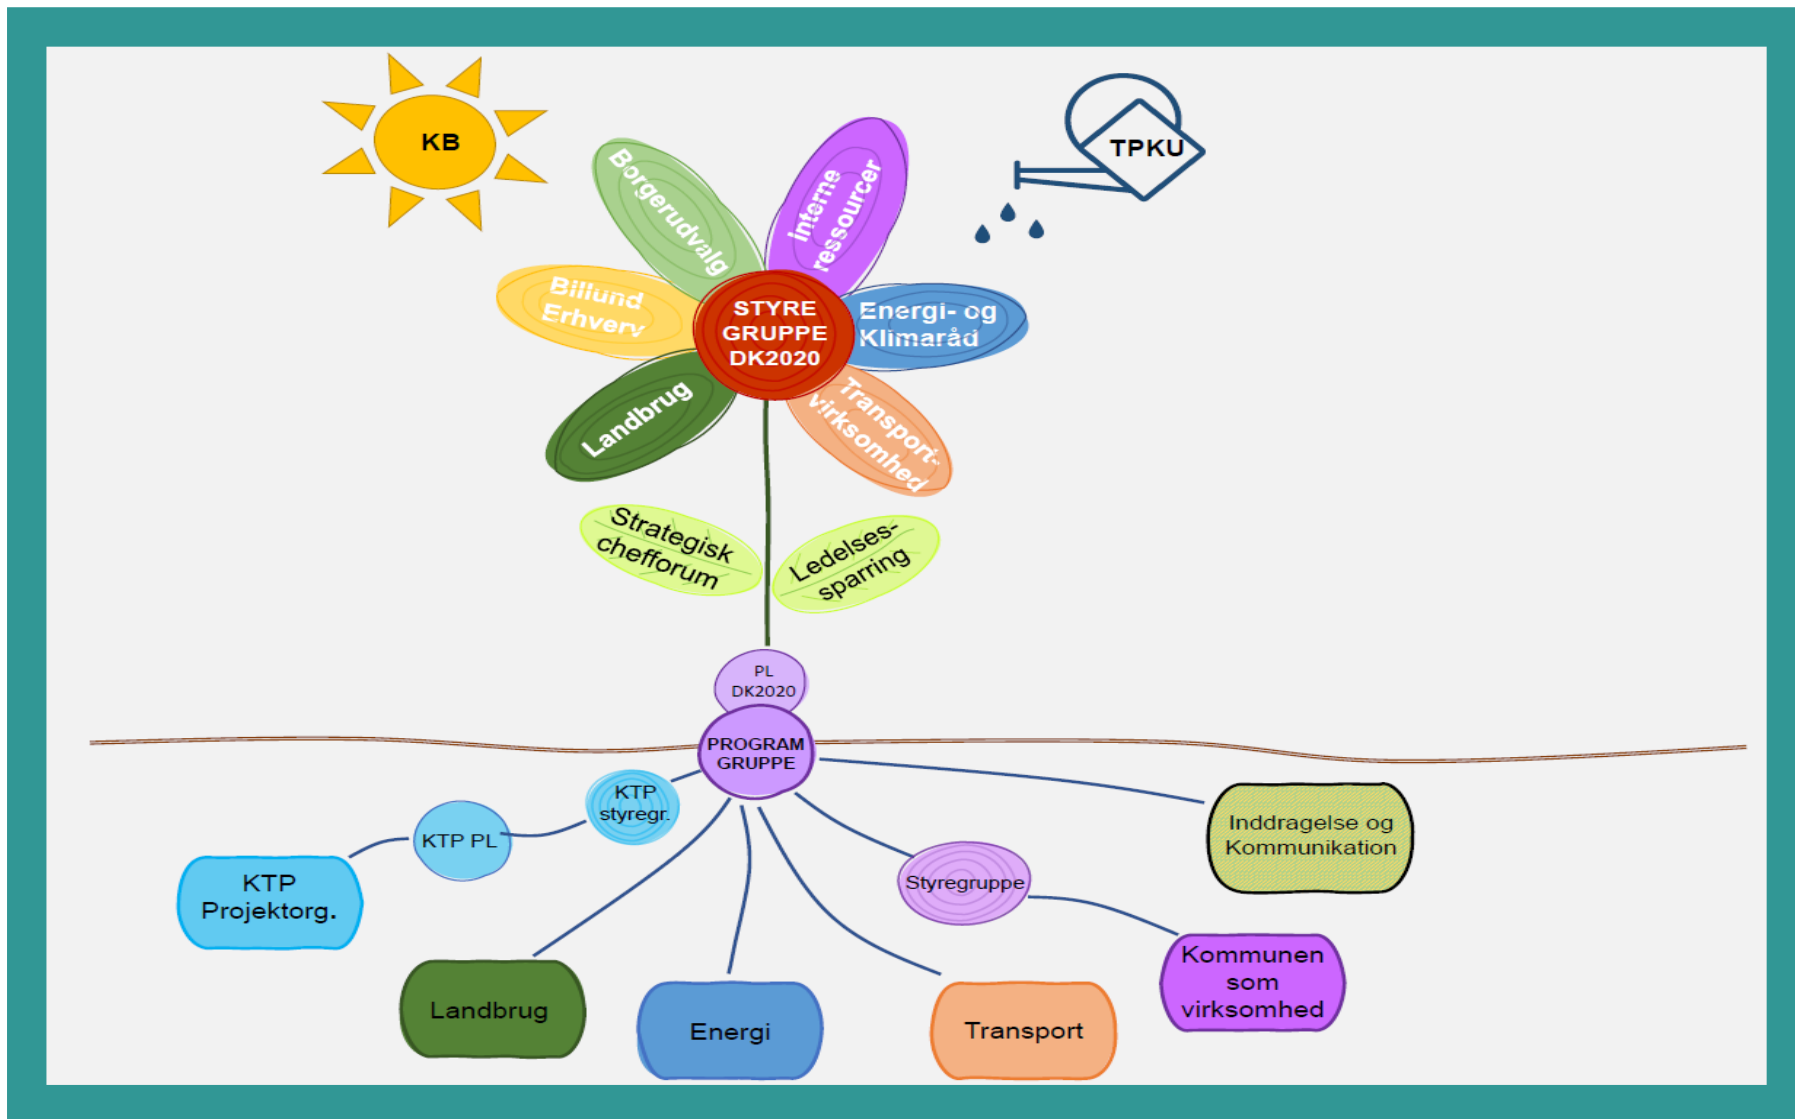 KB
TPKU
Borgerudvalg
interne
ressourcer
Billund
Erhverv
STYRE
GRUPPE
DK2020
Energi- og
Klimaråd
Landbrug
Transport-
virksomhed
Strategisk
chefforum
Ledelses-
sparring
PL
DK2020
PROGRAM
GRUPPE
KTP
styregr.
KTP PL
KTP
Projektorg.
Inddragelse og
Kommunikation
Styregruppe
Kommunen
som
virksomhed
Landbrug
Energi
Transport